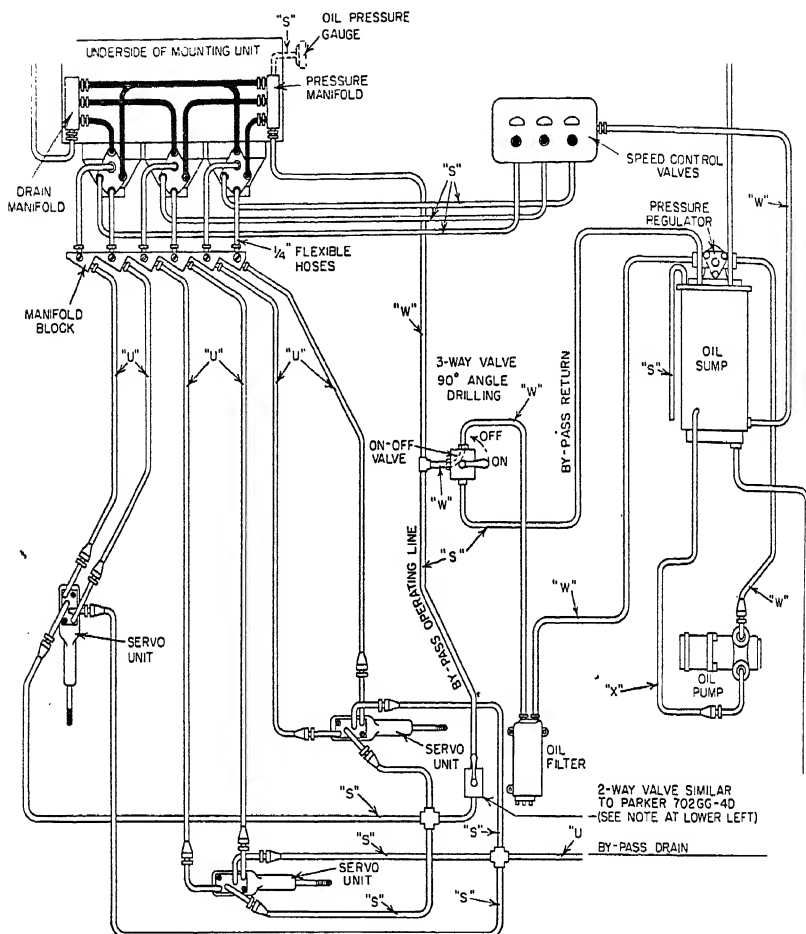 "S"
OIL PRESSURE
GAUGE
UNDERSIDE OF MOUNTING UNIT
PRESSURE
MANIFOLD
DRAIN
MANIFOLD
"S"
SPEED CONTROL
VALVES
"W"
PRESSURE
REGULATOR
1/4" FLEXIBLE
HOSES
MANIFOLD
BLOCK
"U"
"U"
"U"
"W"
3-WAY VALVE
90° ANGLE
DRILLING
"W"
OFF
ON-OFF
VALVE
ON
"W"
BY-PASS RETURN
"S"
OIL
SUMP
"S"
BY-PASS OPERATING LINE
"W"
"W"
OIL
PUMP
"X"
SERVO
UNIT
SERVO
UNIT
OIL
FILTER
2-WAY VALVE SIMILAR
TO PARKER 702GG-4D
(SEE NOTE AT LOWER LEFT)
"S"
"S"
"S"
"U
BY-PASS DRAIN
SERVO
UNIT
"S"
"S"